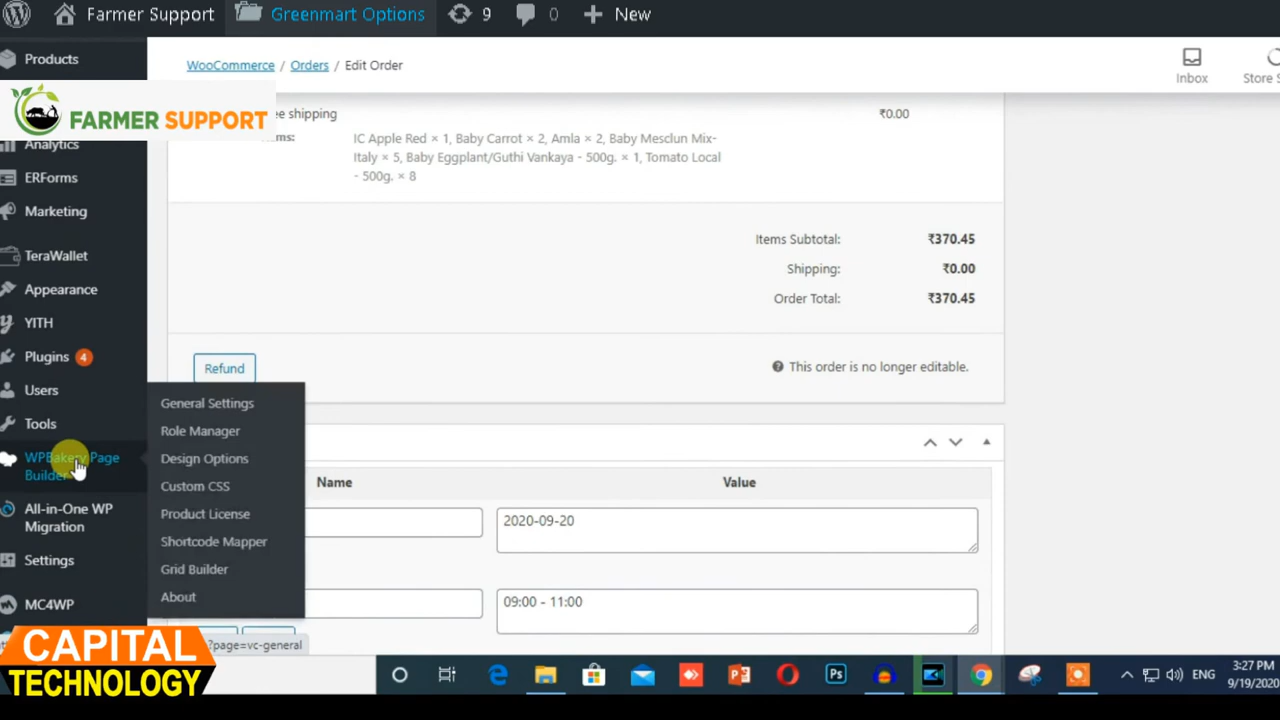 Farmer Support
Greenmart Options
9
0
New
Products
WooCommerce / Orders / Edit Order
Inbox
Store S
FARMER SUPPORT
ee shipping
₹0.00
ms:
IC Apple Red × 1, Baby Carrot × 2, Amla × 2, Baby Mesclun Mix-
Italy × 5, Baby Eggplant/Guthi Vankaya - 500g. × 1, Tomato Local
- 500g. × 8
Analytics
ERForms
Marketing
TeraWallet
Appearance
YITH
Plugins 4
Users
Tools
WPBakery Page
Builder
All-in-One WP
Migration
Settings
MC4WP
Items Subtotal: ₹370.45
Shipping: ₹0.00
Order Total: ₹370.45
Refund
This order is no longer editable.
General Settings
Role Manager
Design Options
Custom CSS
Product License
Shortcode Mapper
Grid Builder
About
Name
Value
2020-09-20
09:00 - 11:00
?page=vc-general
CAPITAL
TECHNOLOGY
ENG
3:27 PM
9/19/2020